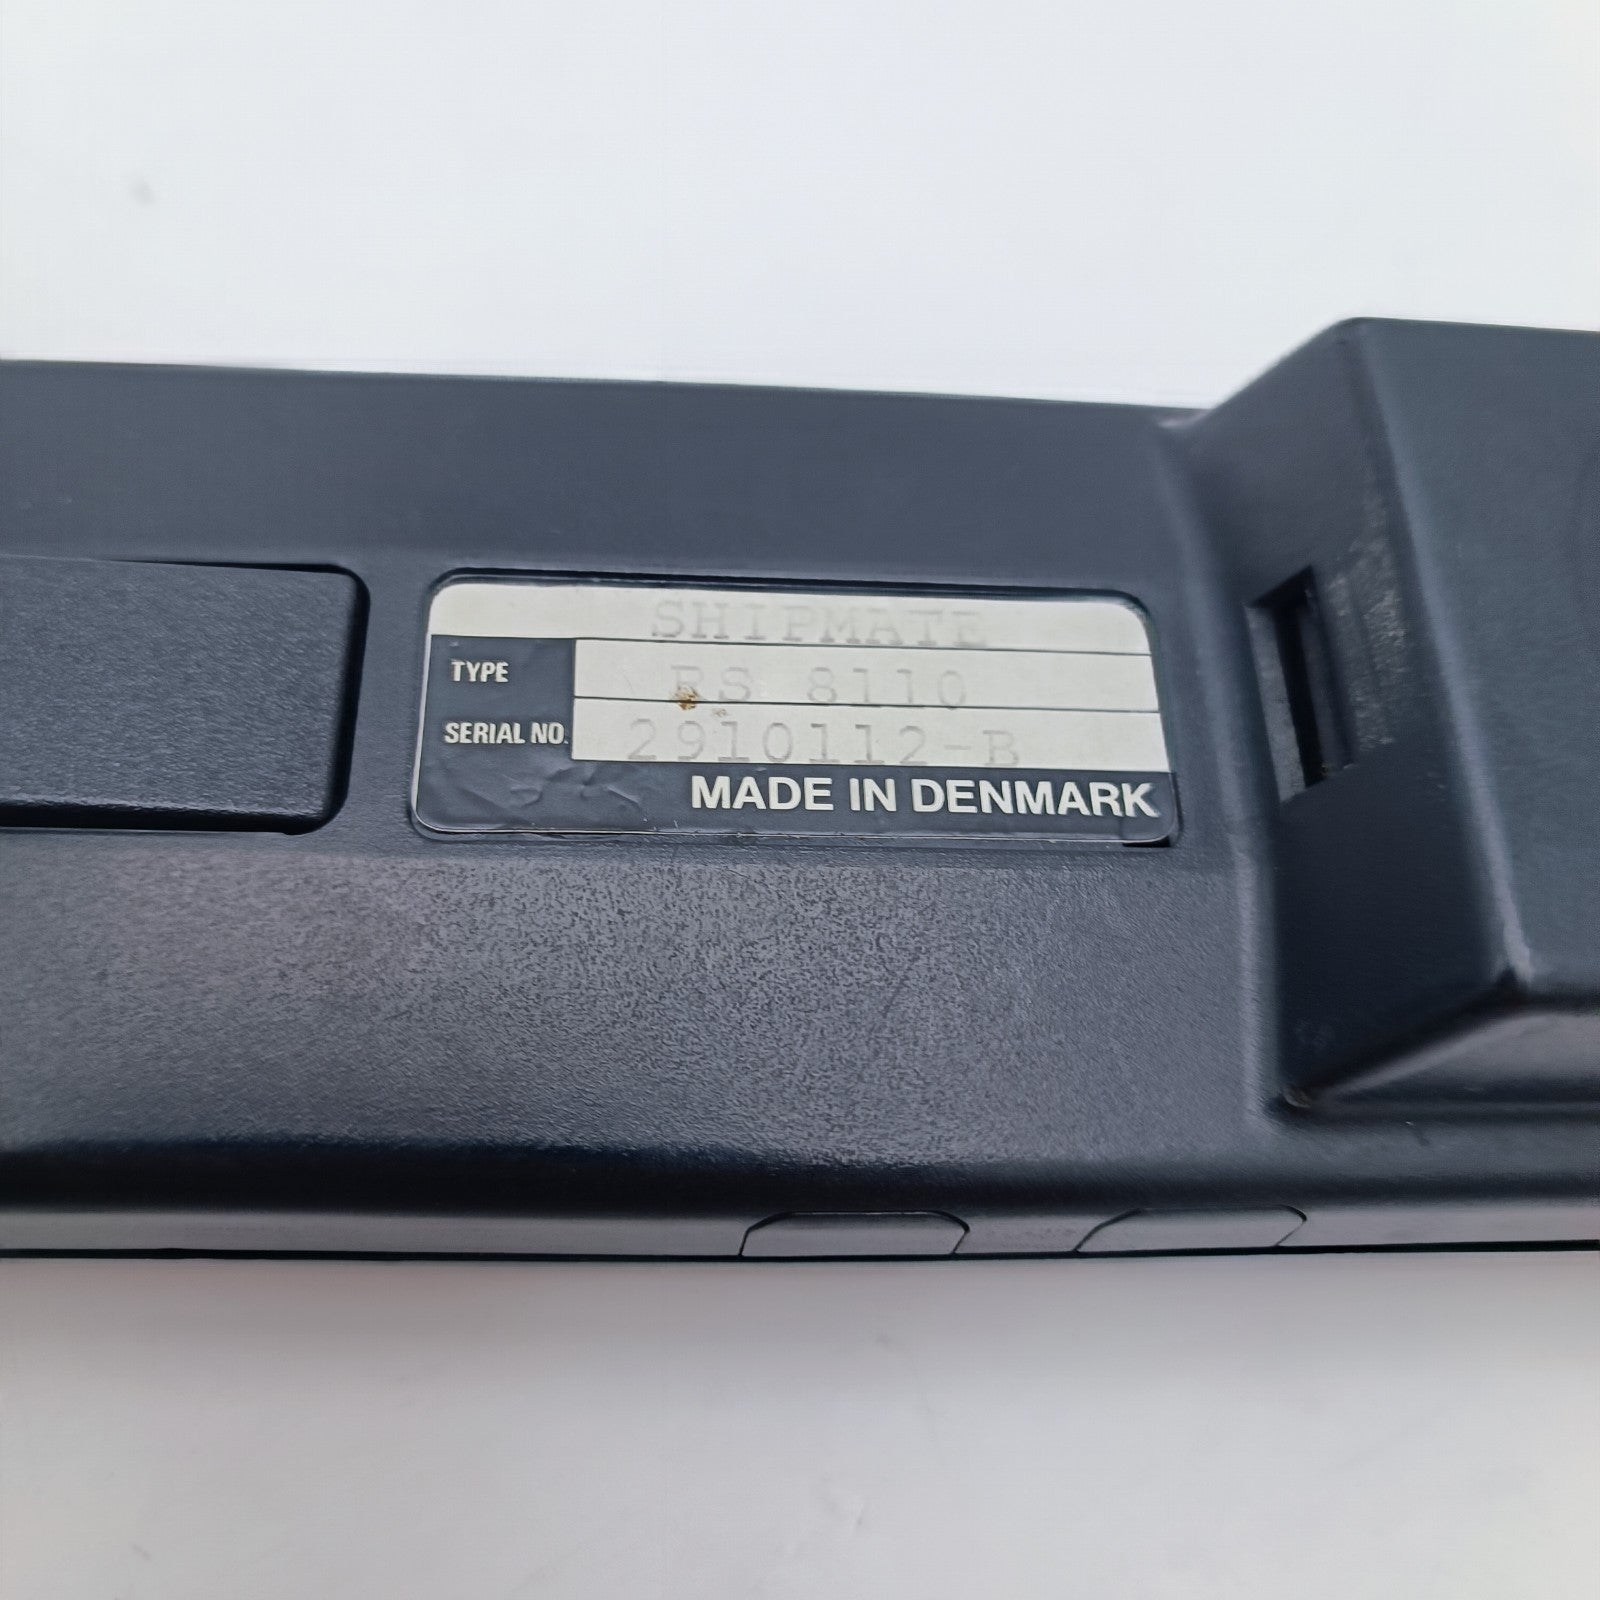 SHIPMATE
TYPE RS 8110
SERIAL NO. 2910112-B
MADE IN DENMARK